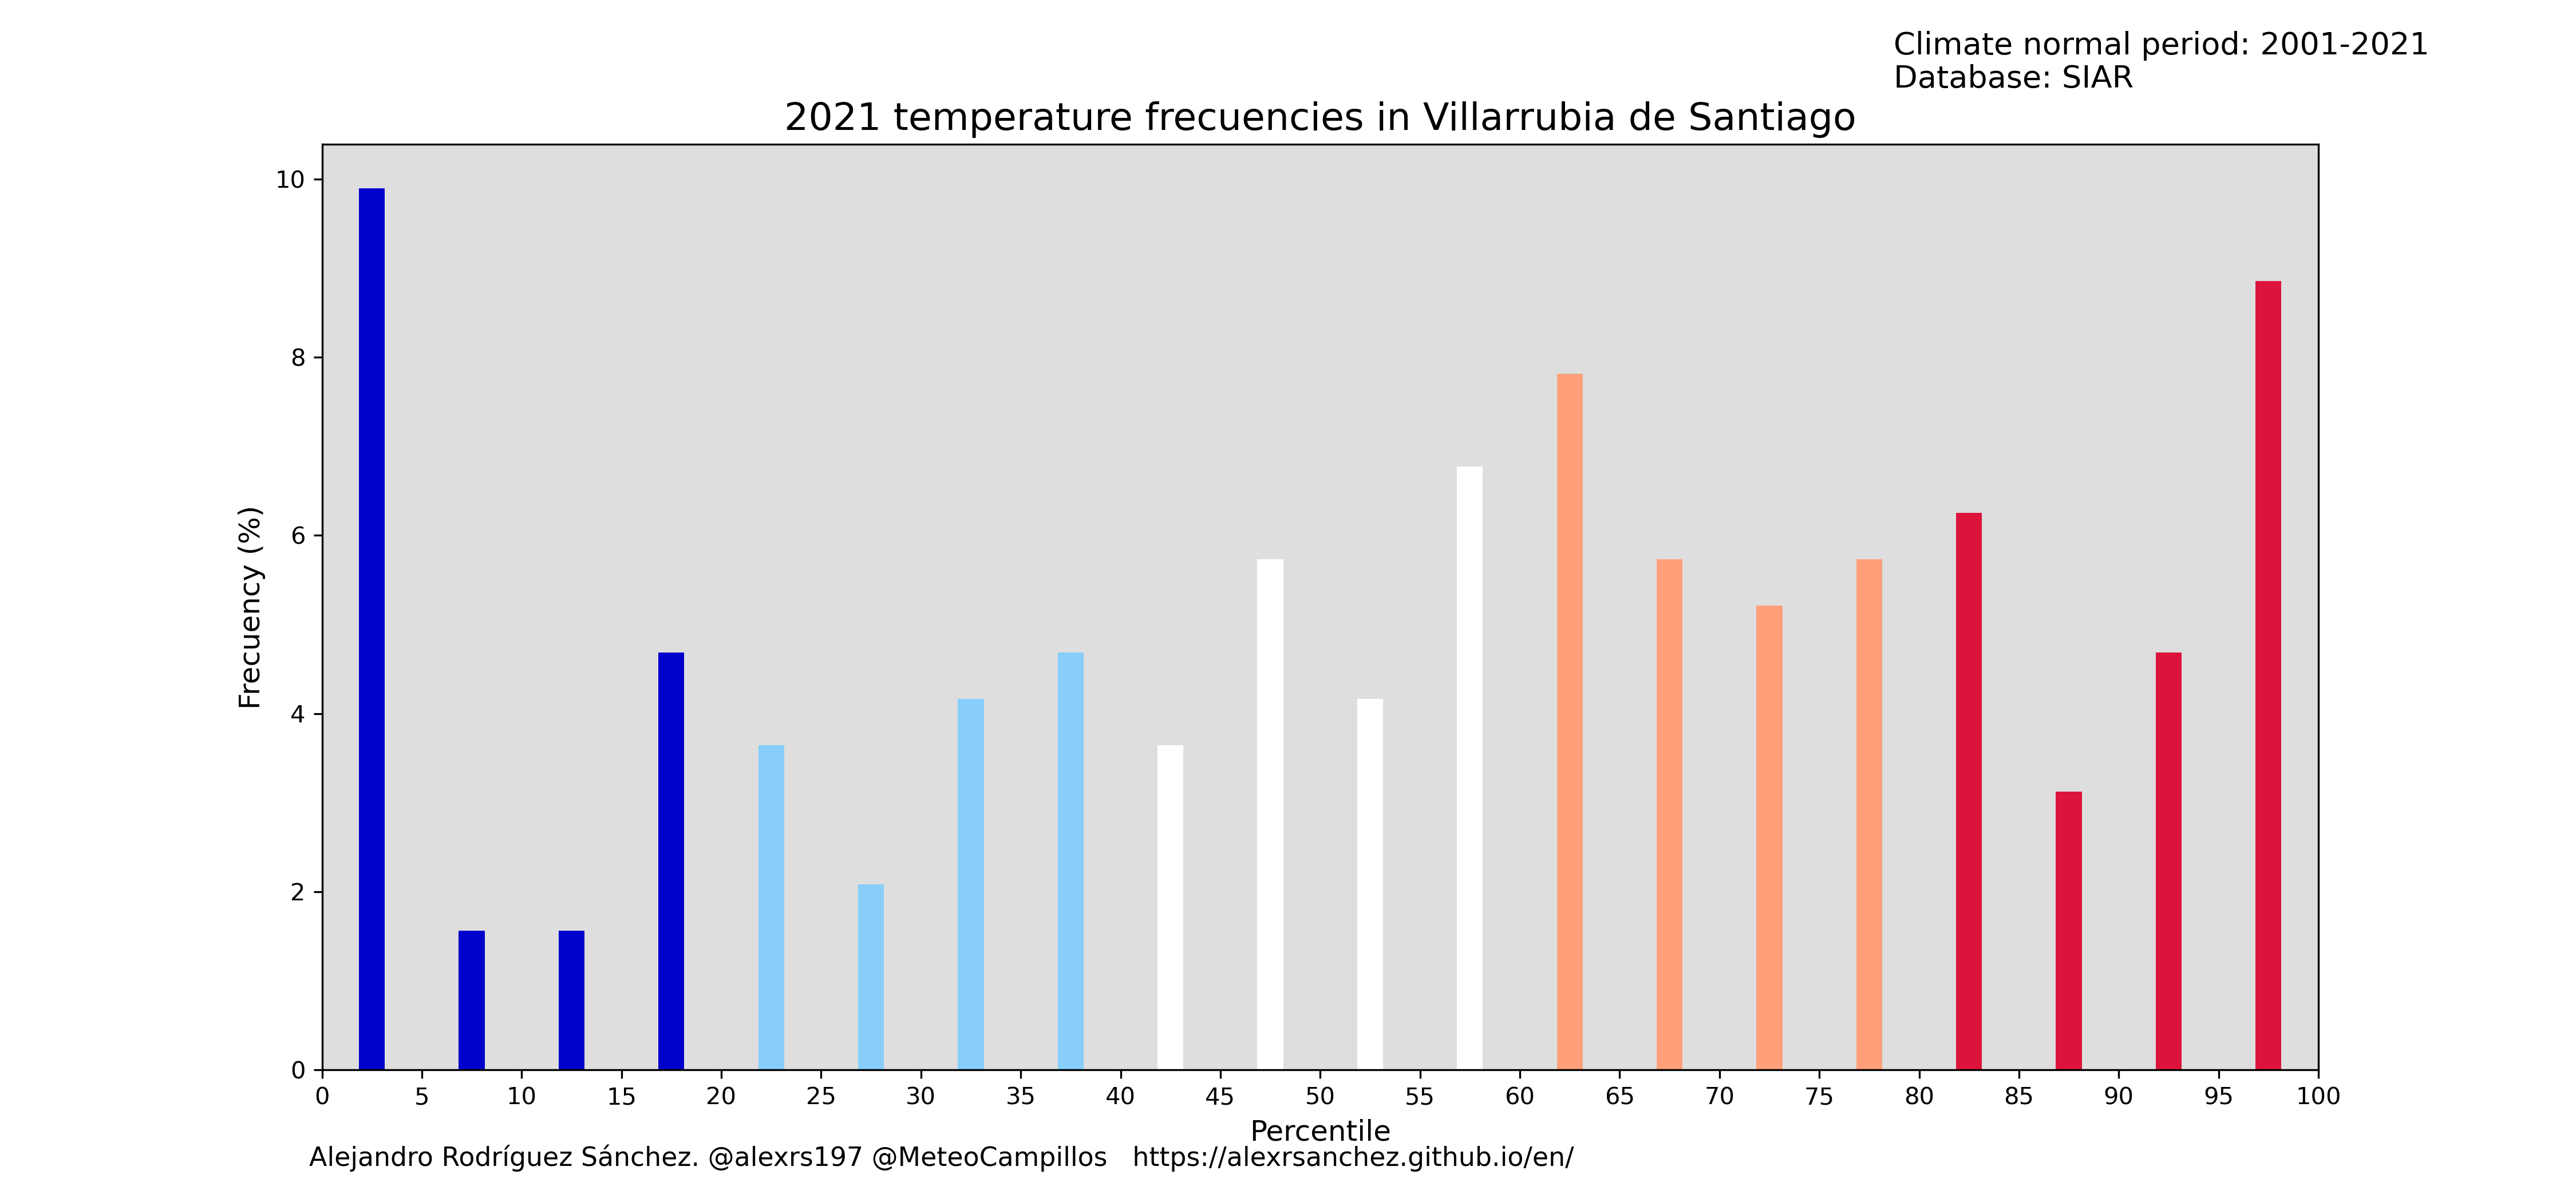 Climate normal period: 2001-2021
Database: SIAR
2021 temperature frecuencies in Villarrubia de Santiago
Frecuency (%)
10
8
6
4
2
0
0 5 10 15 20 25 30 35 40 45 50 55 60 65 70 75 80 85 90 95 100
Percentile
Alejandro Rodríguez Sánchez. @alexrs197 @MeteoCampillos https://alexrsanchez.github.io/en/